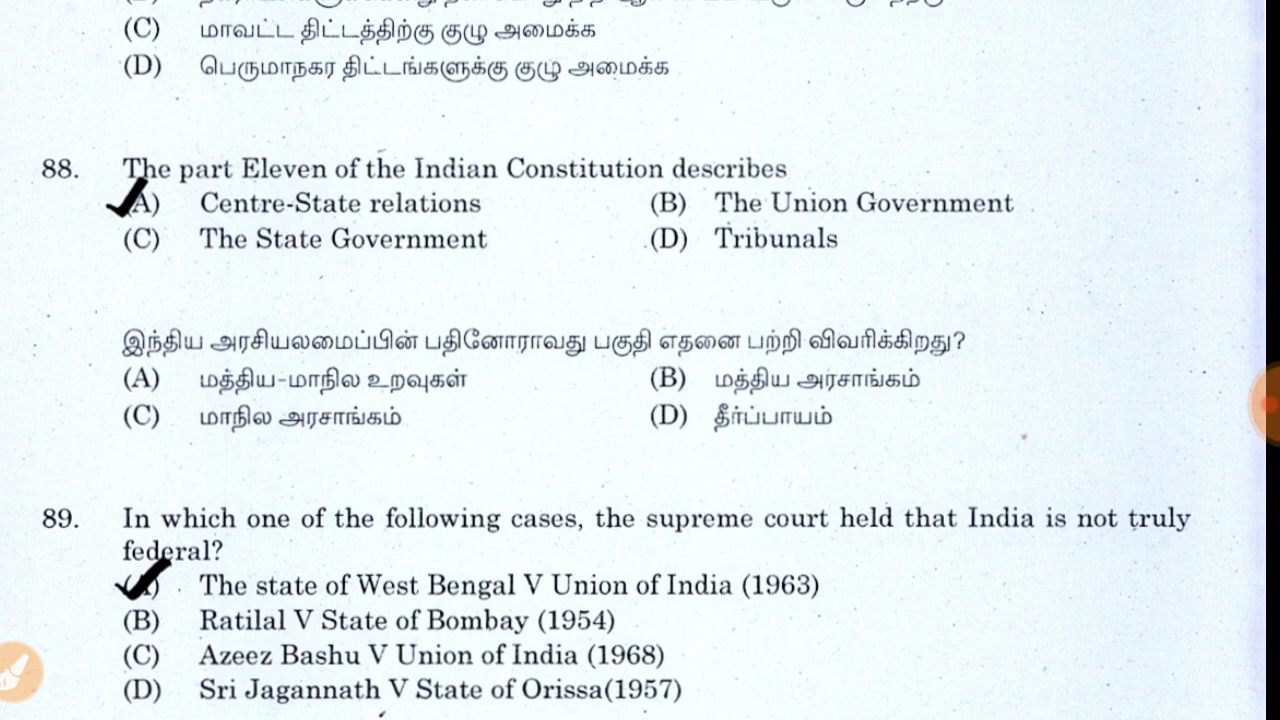 (C) மாவட்ட திட்டத்திற்கு குழு அமைக்க
(D) பெருமாநகர திட்டங்களுக்கு குழு அமைக்க
88. The part Eleven of the Indian Constitution describes
(A) Centre-State relations (B) The Union Government
(C) The State Government (D) Tribunals
இந்திய அரசியலமைப்பின் பதினோராவது பகுதி எதனை பற்றி விவரிக்கிறது?
(A) மத்திய-மாநில உறவுகள் (B) மத்திய அரசாங்கம்
(C) மாநில அரசாங்கம் (D) தீர்ப்பாயம்
89. In which one of the following cases, the supreme court held that India is not truly
federal?
(A) The state of West Bengal V Union of India (1963)
(B) Ratilal V State of Bombay (1954)
(C) Azeez Bashu V Union of India (1968)
(D) Sri Jagannath V State of Orissa(1957)